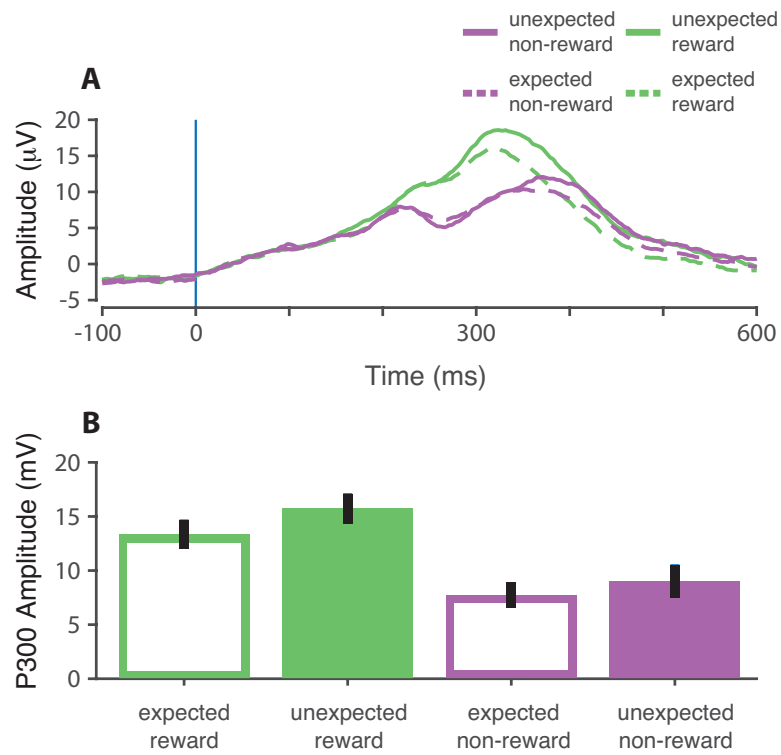 unexpected
non-reward
unexpected
reward
expected
non-reward
expected
reward
A
Amplitude (μV)
20
15
10
5
0
-5
-100
0
300
600
Time (ms)
B
P300 Amplitude (mV)
20
15
10
5
0
expected
reward
unexpected
reward
expected
non-reward
unexpected
non-reward